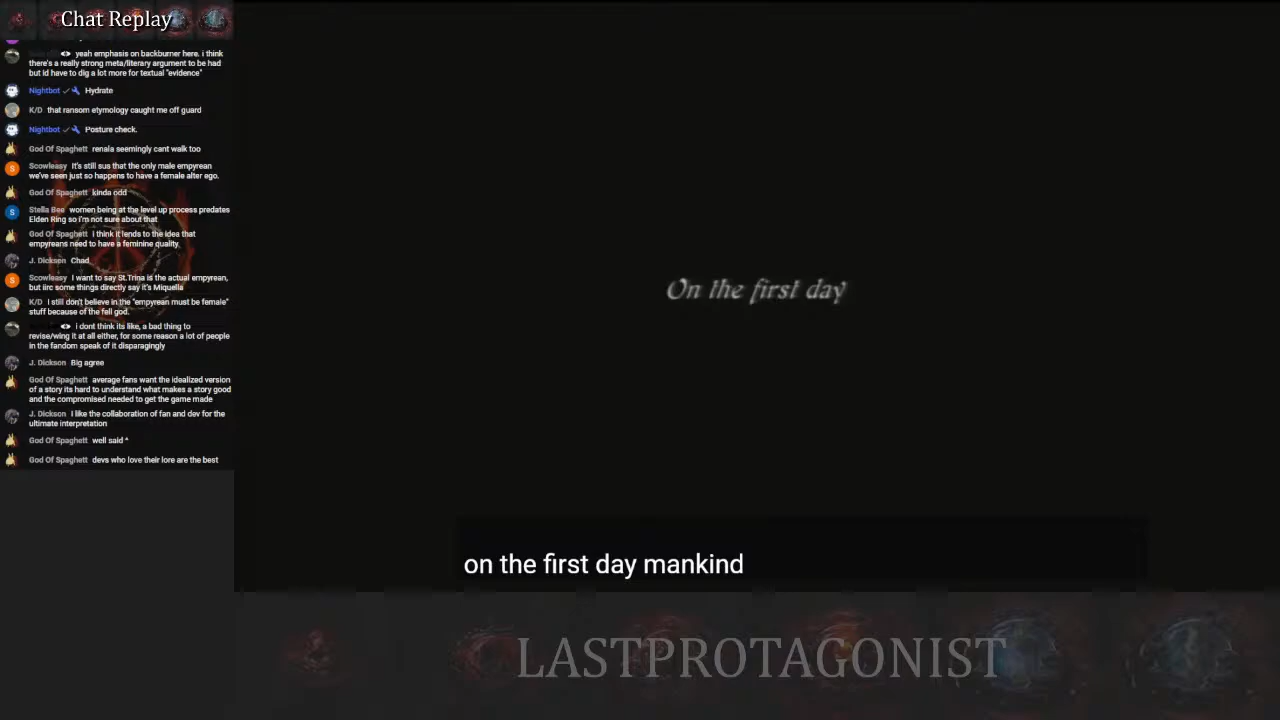 Chat Replay
yeah emphasis on backburner here. i think
there's a really strong meta/literary argument to be had
but id have to dig a lot more for textual "evidence"
Nightbot Hydrate
K/D that ransom etymology caught me off guard
Nightbot Posture check.
God Of Spaghett renala seemingly cant walk too
Scowleasy It's still sus that the only male empyrean
we've seen just so happens to have a female alter ego.
God Of Spaghett kinda odd
Stella Bee women being at the level up process predates
Elden Ring so I'm not sure about that
God Of Spaghett i think it lends to the idea that
empyreans need to have a feminine quality
J. Dickson Chad
Scowleasy I want to say St.Trina is the actual empyrean,
but iirc some things directly say it's Miquella
K/D I still don't believe in the "empyrean must be female"
stuff because of the fell god.
i dont think its like, a bad thing to
revise/wing it at all either, for some reason a lot of people
in the fandom speak of it disparagingly
J. Dickson Big agree
God Of Spaghett average fans want the idealized version
of a story its hard to understand what makes a story good
and the compromised needed to get the game made
J. Dickson I like the collaboration of fan and dev for the
ultimate interpretation
God Of Spaghett well said ^
God Of Spaghett devs who love their lore are the best
On the first day
on the first day mankind
LASTPROTAGONIST